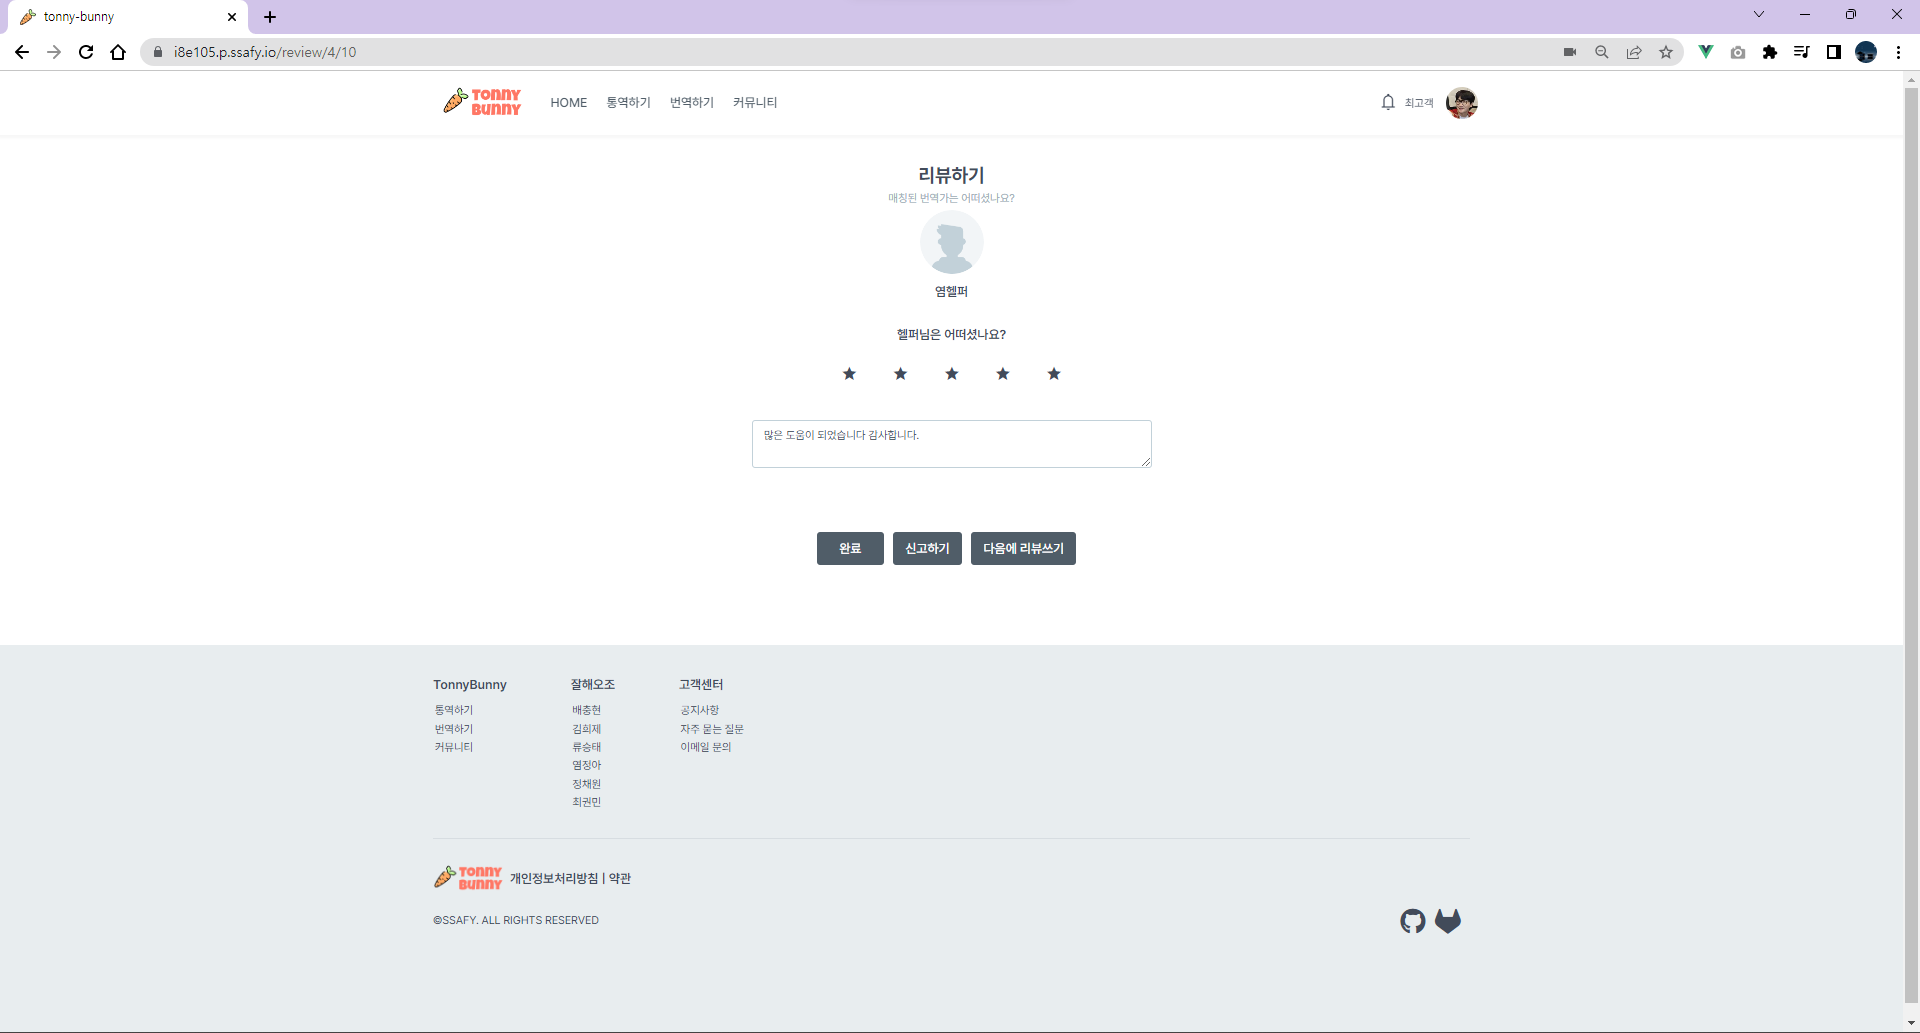 tonny-bunny
i8e105.p.ssafy.io/review/4/10
TONNY BUNNY
HOME 통역하기 번역하기 커뮤니티 최고객
리뷰하기
매칭된 번역가는 어떠셨나요?
염헬퍼
헬퍼님은 어떠셨나요?
많은 도움이 되었습니다 감사합니다.
완료 신고하기 다음에 리뷰쓰기
TonnyBunny 잘해오조 고객센터
통역하기 배충현 공지사항
번역하기 김희제 자주 묻는 질문
커뮤니티 류승태 이메일 문의
염정아
정채원
최권민
TONNY BUNNY 개인정보처리방침 | 약관
©SSAFY. ALL RIGHTS RESERVED